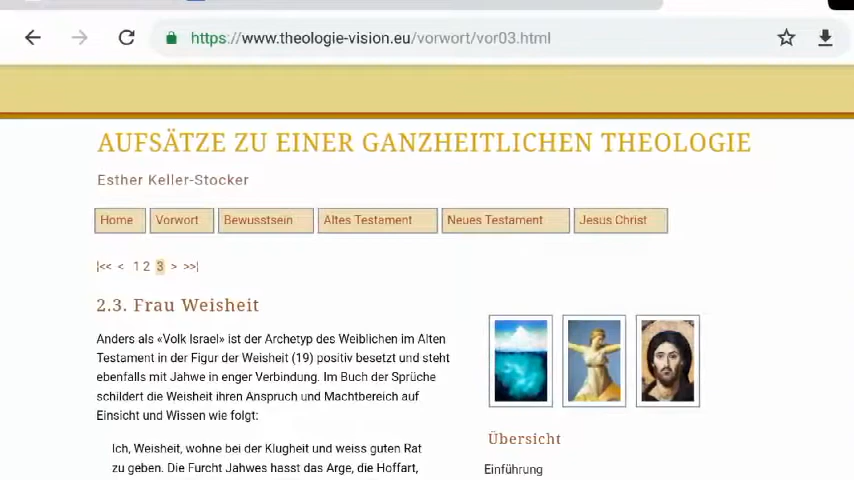 https://www.theologie-vision.eu/vorwort/vor03.html
AUFSÄTZE ZU EINER GANZHEITLICHEN THEOLOGIE
Esther Keller-Stocker
Home Vorwort Bewusstsein Altes Testament Neues Testament Jesus Christ
|<< < 1 2 3 > >>|
2.3. Frau Weisheit
Anders als «Volk Israel» ist der Archetyp des Weiblichen im Alten
Testament in der Figur der Weisheit (19) positiv besetzt und steht
ebenfalls mit Jahwe in enger Verbindung. Im Buch der Sprüche
schildert die Weisheit ihren Anspruch und Machtbereich auf
Einsicht und Wissen wie folgt:
Ich, Weisheit, wohne bei der Klugheit und weiss guten Rat
zu geben. Die Furcht Jahwes hasst das Arge, die Hoffart,
Übersicht
Einführung